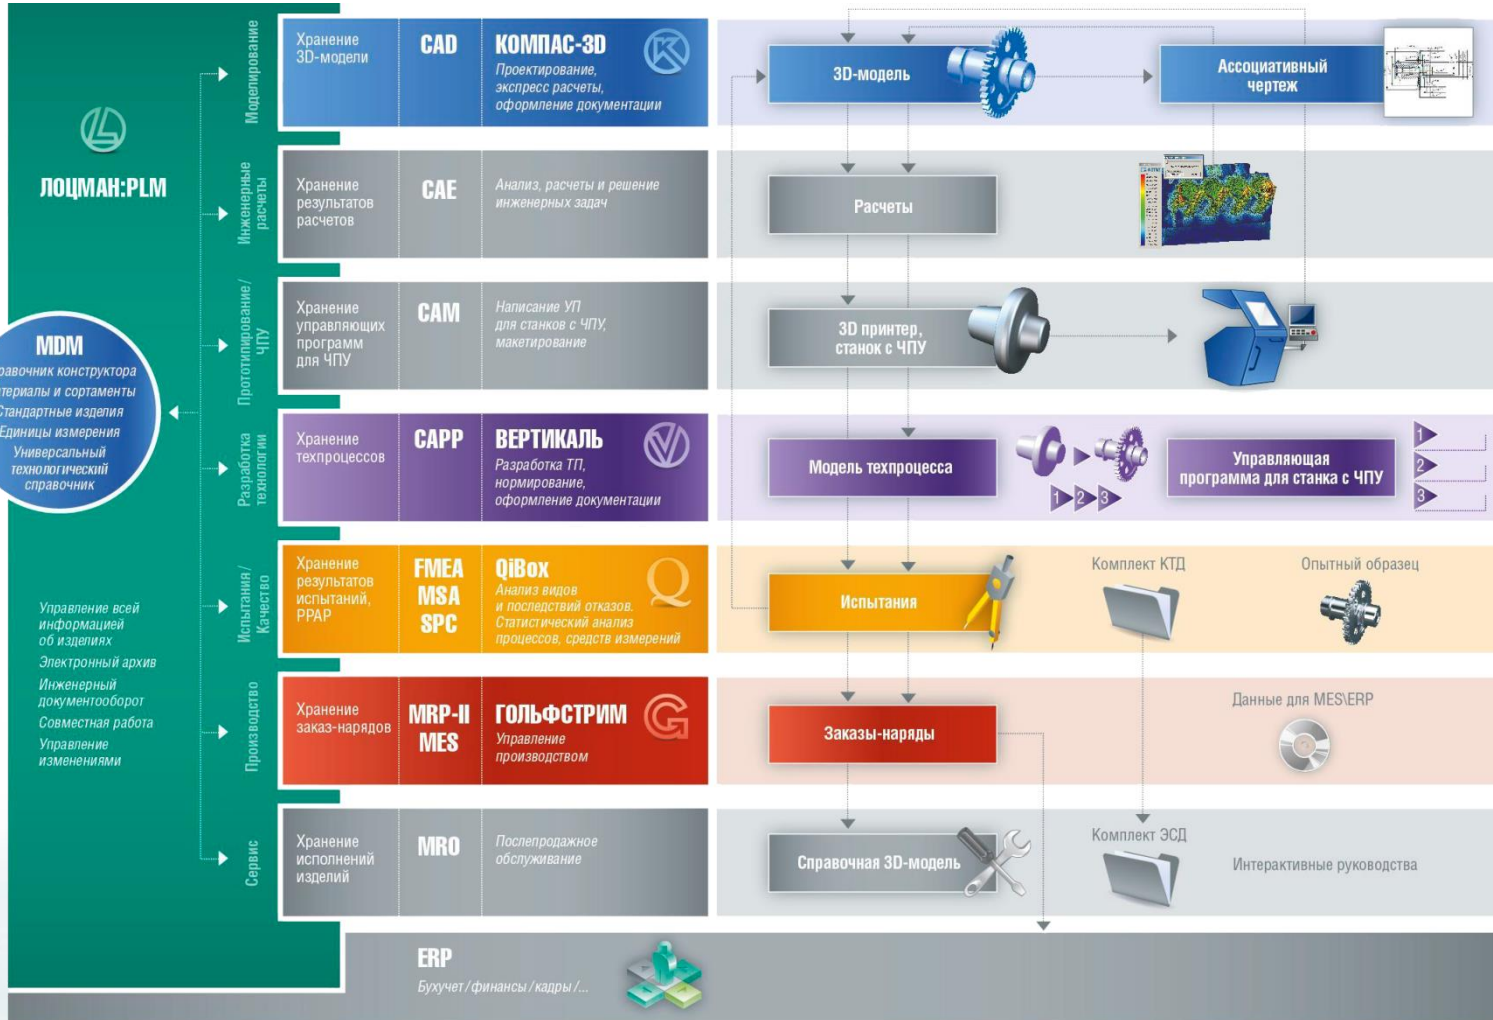 ЛОЦМАН:PLM
MDM
конструктора
и сортаменты
Стандартные изделия
Единицы измерения
Универсальный
технологический
справочник
Управление всей
информацией
об изделиях
Электронный архив
Инженерный
документооборот
Совместная работа
Управление
изменениями
Моделирование
Хранение
3D-модели
CAD
КОМПАС-3D
Проектирование,
экспресс расчеты,
оформление документации
3D-модель
Ассоциативный
чертеж
Инженерные
расчеты
Хранение
результатов
расчетов
CAE
Анализ, расчеты и решение
инженерных задач
Расчеты
Прототипирование/
ЧПУ
Хранение
управляющих
программ
для ЧПУ
CAM
Написание УП
для станков с ЧПУ,
макетирование
3D принтер,
станок с ЧПУ
Разработка
технологии
Хранение
техпроцессов
CAPP
ВЕРТИКАЛЬ
Разработка ТП,
нормирование,
оформление документации
Модель техпроцесса
1 2 3
Управляющая
программа для станка с ЧПУ
1
2
3
Испытания/
Качество
Хранение
результатов
испытаний,
PPAP
FMEA
MSA
SPC
QiBox
Анализ видов
и последствий отказов.
Статистический анализ
процессов, средств измерений
Испытания
Комплект КТД
Опытный образец
Производство
Хранение
заказ-нарядов
MRP-II
MES
ГОЛЬФСТРИМ
Управление
производством
Заказы-наряды
Данные для MES\ERP
Сервис
Хранение
исполнений
изделий
MRO
Послепродажное
обслуживание
Справочная 3D-модель
Комплект ЭСД
Интерактивные руководства
ERP
Бухучет/финансы/кадры/...